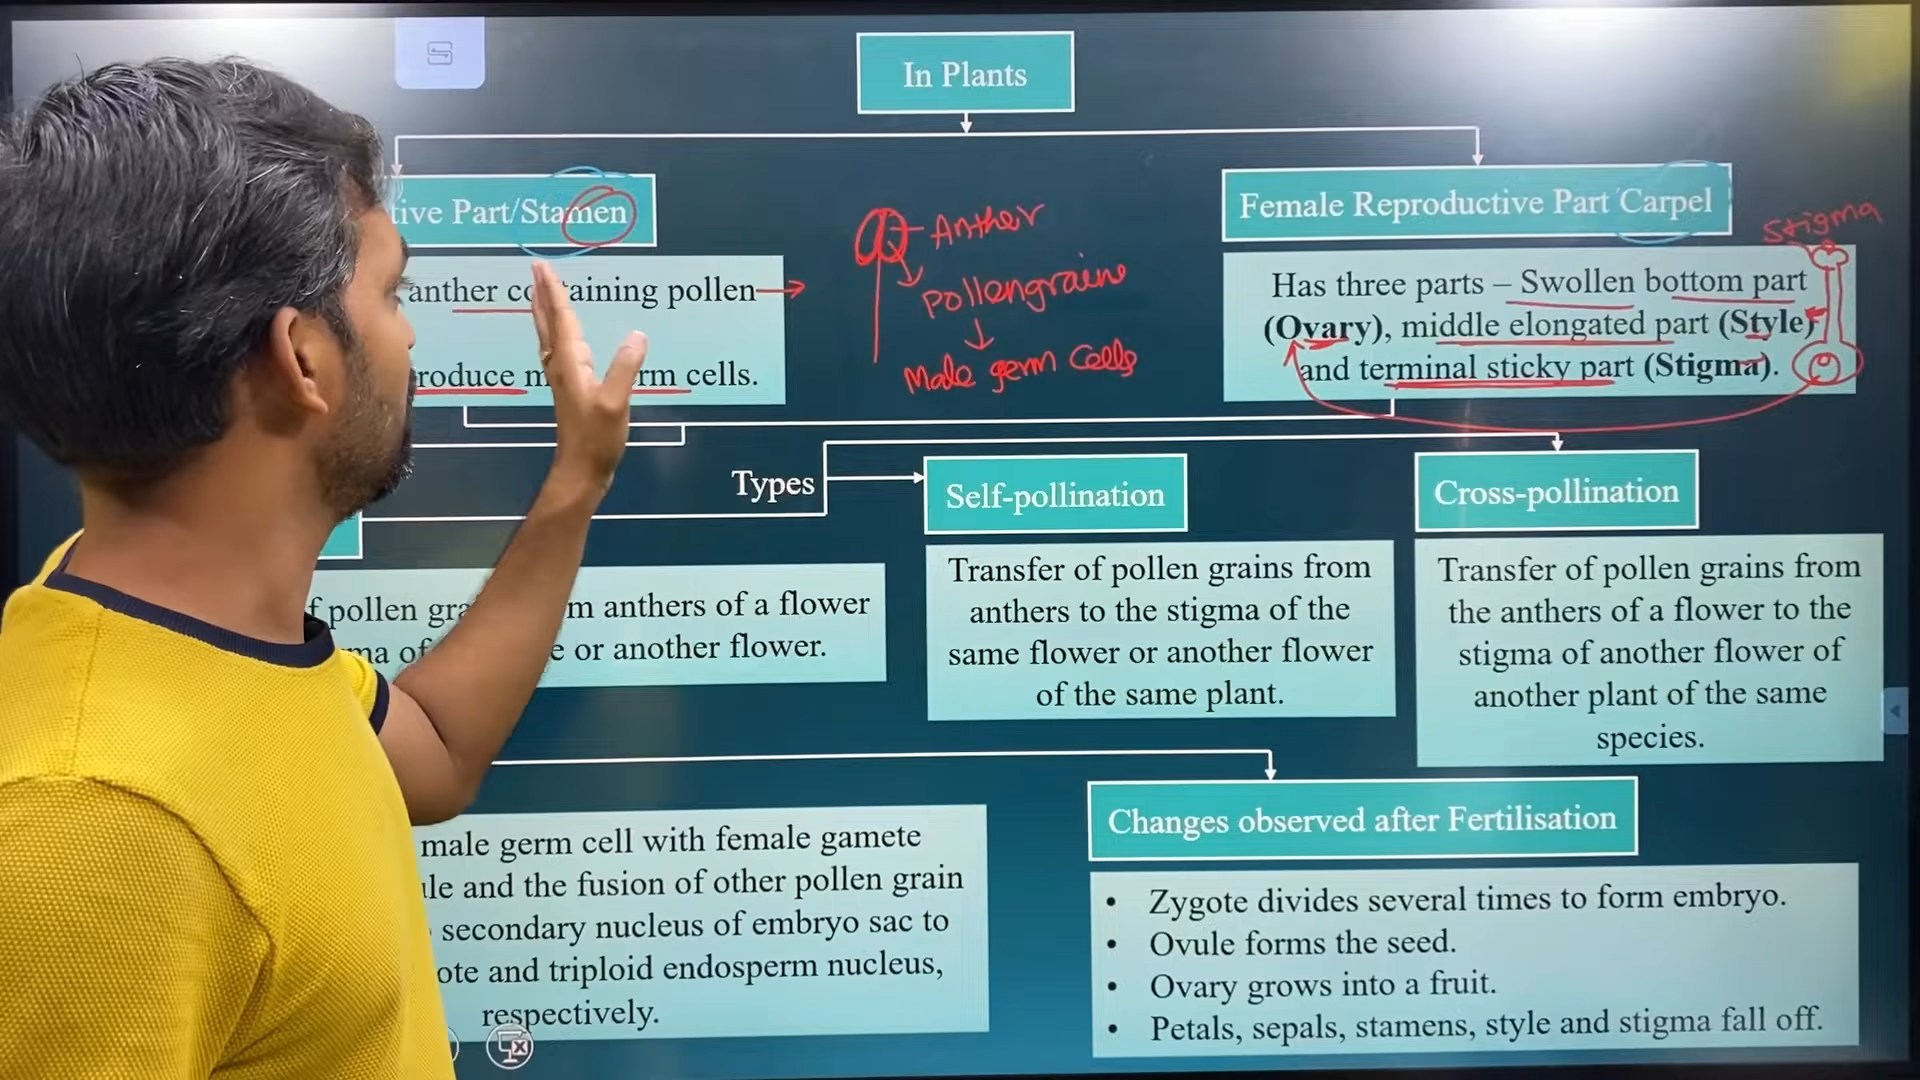 In Plants
tive Part/Stamen
anther containing pollen
roduce m erm cells.
Anther
Pollengrains
Male germ cells
Female Reproductive Part Carpel
Stigma
Has three parts – Swollen bottom part
(Ovary), middle elongated part (Style)
and terminal sticky part (Stigma).
Types
Self-pollination
Cross-pollination
f pollen gra m anthers of a flower
ma of e or another flower.
Transfer of pollen grains from
anthers to the stigma of the
same flower or another flower
of the same plant.
Transfer of pollen grains from
the anthers of a flower to the
stigma of another flower of
another plant of the same
species.
male germ cell with female gamete
le and the fusion of other pollen grain
secondary nucleus of embryo sac to
ote and triploid endosperm nucleus,
respectively.
Changes observed after Fertilisation
• Zygote divides several times to form embryo.
• Ovule forms the seed.
• Ovary grows into a fruit.
• Petals, sepals, stamens, style and stigma fall off.